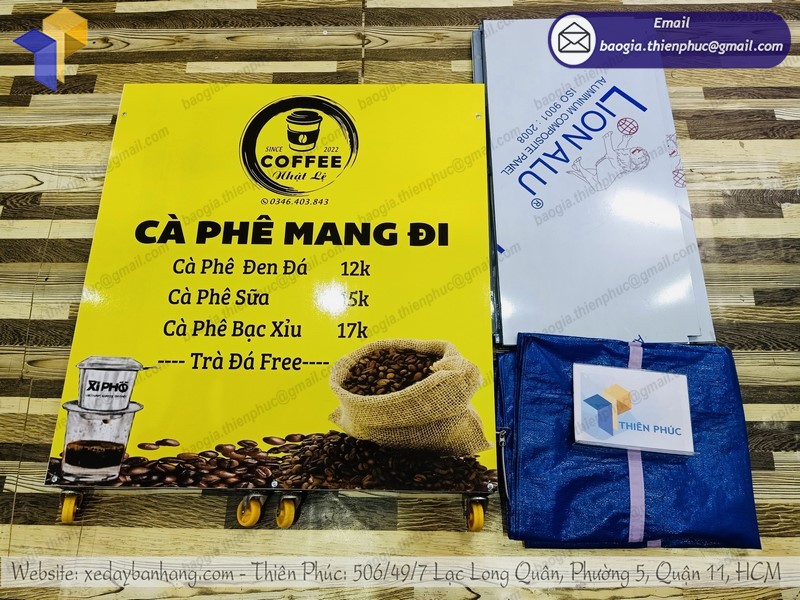 Email
baogia.thienphuc@gmail.com
SINCE 2022
COFFEE
Nhật Lệ
0346.403.843
CÀ PHÊ MANG ĐI
Cà Phê Đen Đá 12k
Cà Phê Sữa 5k
Cà Phê Bạc Xỉu 17k
---- Trà Đá Free----
XÌPHÓ
LIONALU ®
ALUMINIUM COMPOSITE PANEL
ISO 9001 : 2008
THIÊN PHÚC
Website: xedaybanhang.com - Thiên Phúc: 506/49/7 Lạc Long Quân, Phường 5, Quận 11, HCM